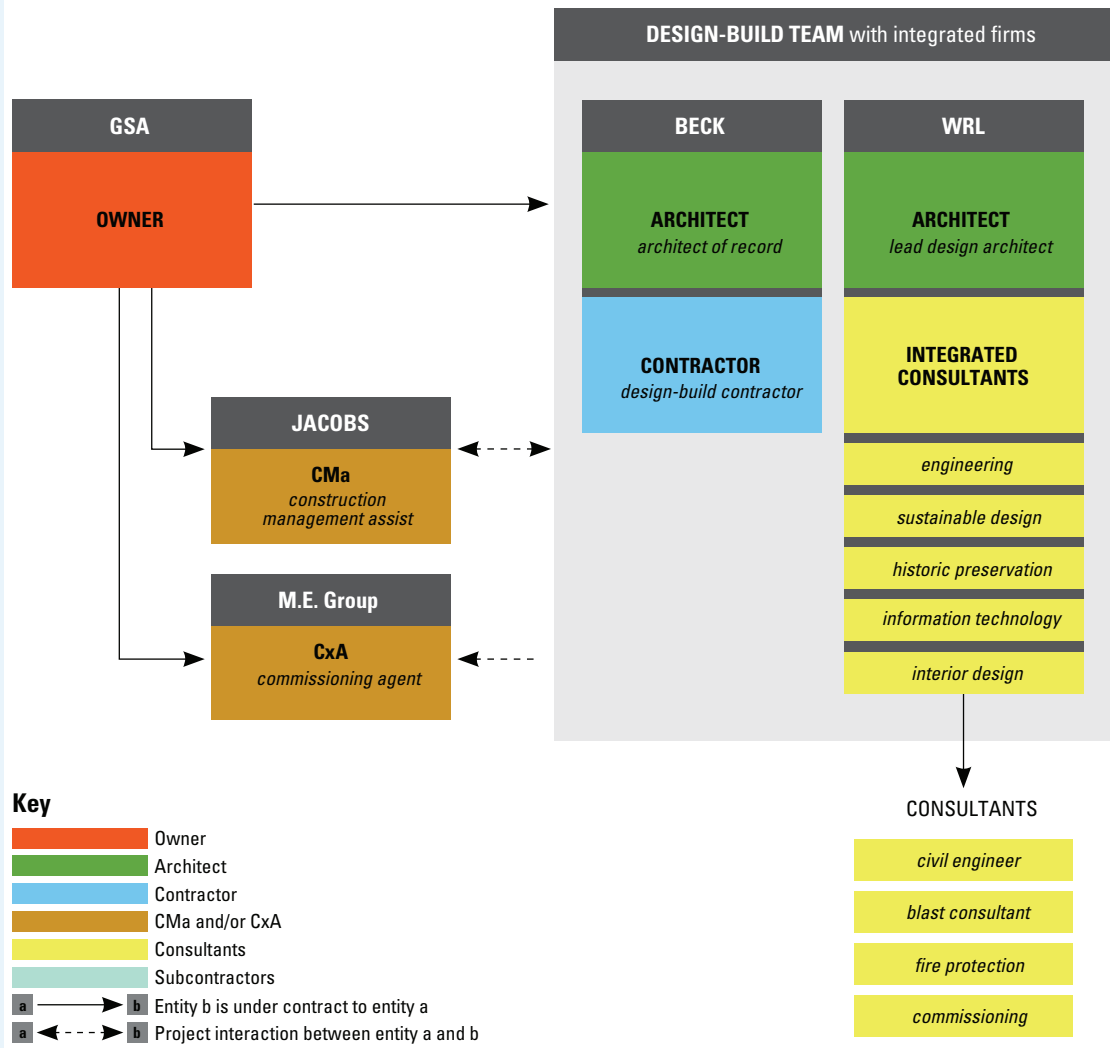 DESIGN-BUILD TEAM with integrated firms
GSA
OWNER
BECK
ARCHITECT
architect of record
CONTRACTOR
design-build contractor
WRL
ARCHITECT
lead design architect
INTEGRATED
CONSULTANTS
engineering
sustainable design
historic preservation
information technology
interior design
JACOBS
CMa
construction
management assist
M.E. Group
CxA
commissioning agent
CONSULTANTS
civil engineer
blast consultant
fire protection
commissioning
Key
Owner
Architect
Contractor
CMa and/or CxA
Consultants
Subcontractors
a b Entity b is under contract to entity a
a b Project interaction between entity a and b